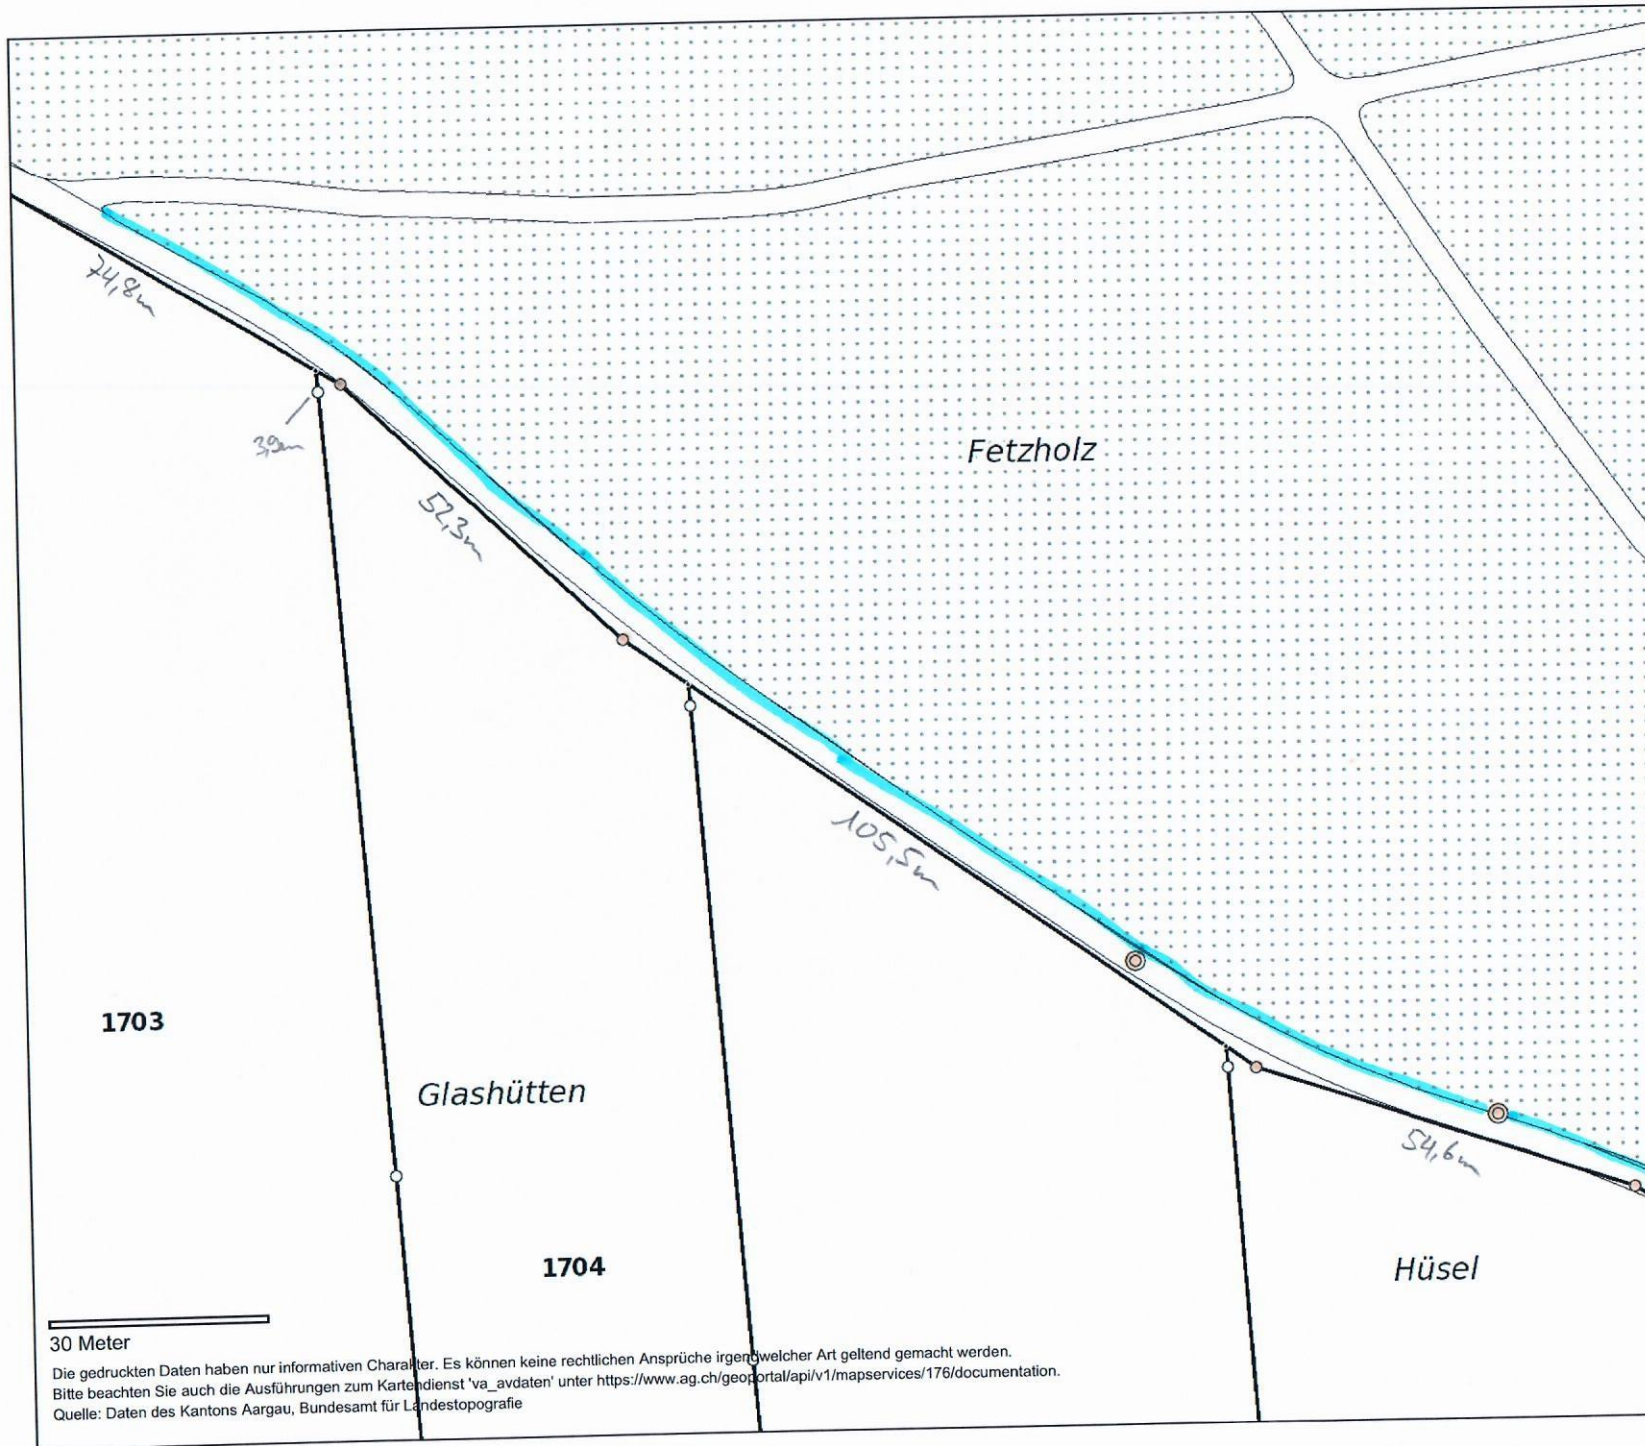 74,8m
3,9m
52,3m
Fetzholz
105,5m
1703
Glashütten
54,6m
1704
Hüsel
30 Meter
Die gedruckten Daten haben nur informativen Charakter. Es können keine rechtlichen Ansprüche irgendwelcher Art geltend gemacht werden.
Bitte beachten Sie auch die Ausführungen zum Kartendienst 'va_avdaten' unter https://www.ag.ch/geoportal/api/v1/mapservices/176/documentation.
Quelle: Daten des Kantons Aargau, Bundesamt für Landestopografie